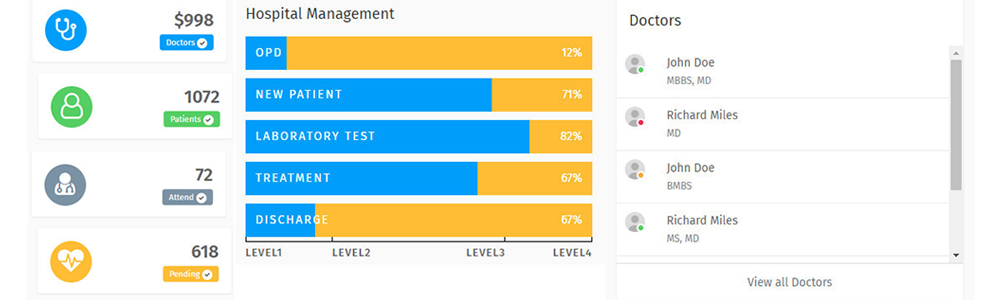 $998
Doctors
1072
Patients
72
Attend
618
Pending
Hospital Management
OPD 12%
NEW PATIENT 71%
LABORATORY TEST 82%
TREATMENT 67%
DISCHARGE 67%
LEVEL1 LEVEL2 LEVEL3 LEVEL4
Doctors
John Doe
MBBS, MD
Richard Miles
MD
John Doe
BMBS
Richard Miles
MS, MD
View all Doctors